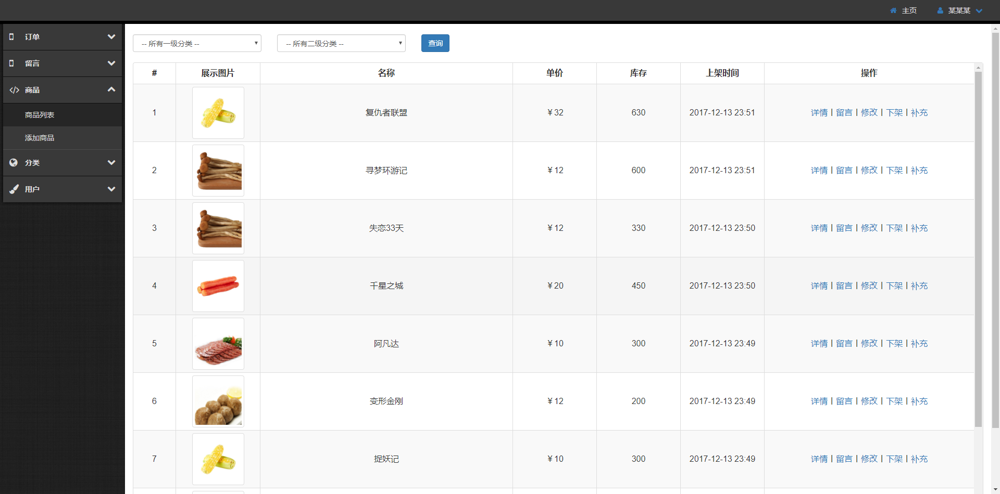 主页 某某某
订单
留言
商品
商品列表
添加商品
分类
用户
-- 所有一级分类 -- -- 所有二级分类 -- 查询
# 展示图片 名称 单价 库存 上架时间 操作
1 复仇者联盟 ¥32 630 2017-12-13 23:51 详情 | 留言 | 修改 | 下架 | 补充
2 寻梦环游记 ¥12 600 2017-12-13 23:51 详情 | 留言 | 修改 | 下架 | 补充
3 失恋33天 ¥12 330 2017-12-13 23:50 详情 | 留言 | 修改 | 下架 | 补充
4 千星之城 ¥20 450 2017-12-13 23:50 详情 | 留言 | 修改 | 下架 | 补充
5 阿凡达 ¥10 300 2017-12-13 23:49 详情 | 留言 | 修改 | 下架 | 补充
6 变形金刚 ¥12 200 2017-12-13 23:49 详情 | 留言 | 修改 | 下架 | 补充
7 捉妖记 ¥10 300 2017-12-13 23:49 详情 | 留言 | 修改 | 下架 | 补充